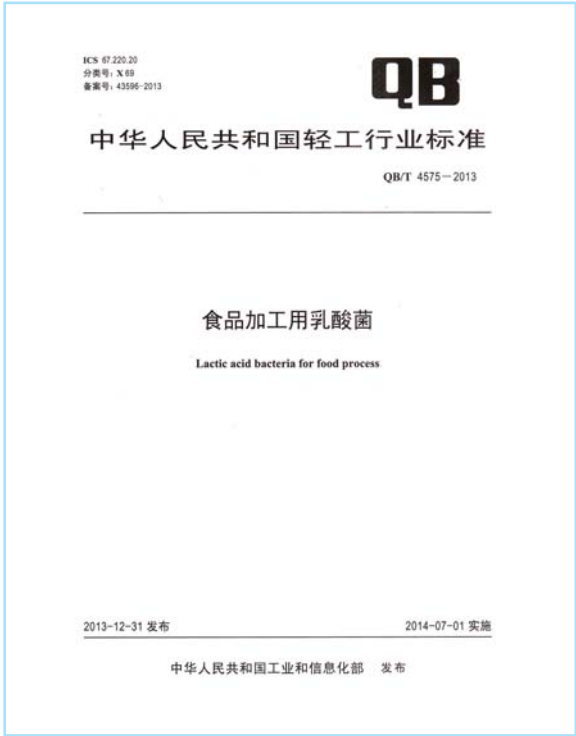 ICS 67.220.20
分类号：X 69
备案号：43596-2013
QB
中华人民共和国轻工行业标准
QB/T 4575－2013
食品加工用乳酸菌
Lactic acid bacteria for food process
2013-12-31 发布
2014-07-01 实施
中华人民共和国工业和信息化部 发布